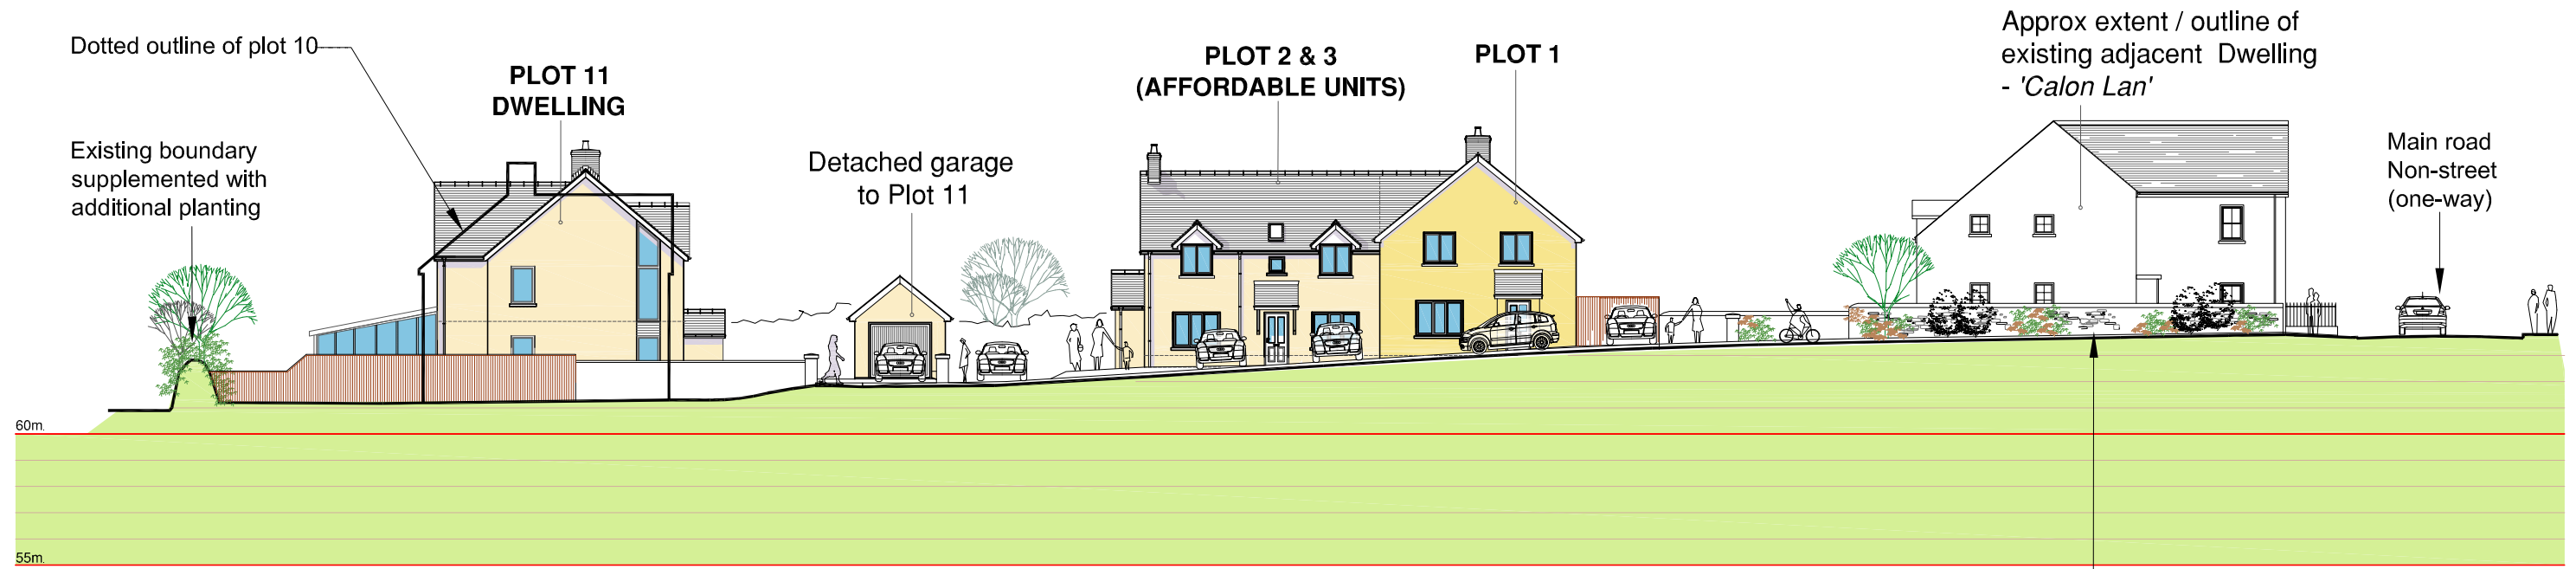 Dotted outline of plot 10
Existing boundary
supplemented with
additional planting
PLOT 11
DWELLING
Detached garage
to Plot 11
PLOT 2 & 3
(AFFORDABLE UNITS)
PLOT 1
Approx extent / outline of
existing adjacent Dwelling
- 'Calon Lan'
Main road
Non-street
(one-way)
60m.
55m.